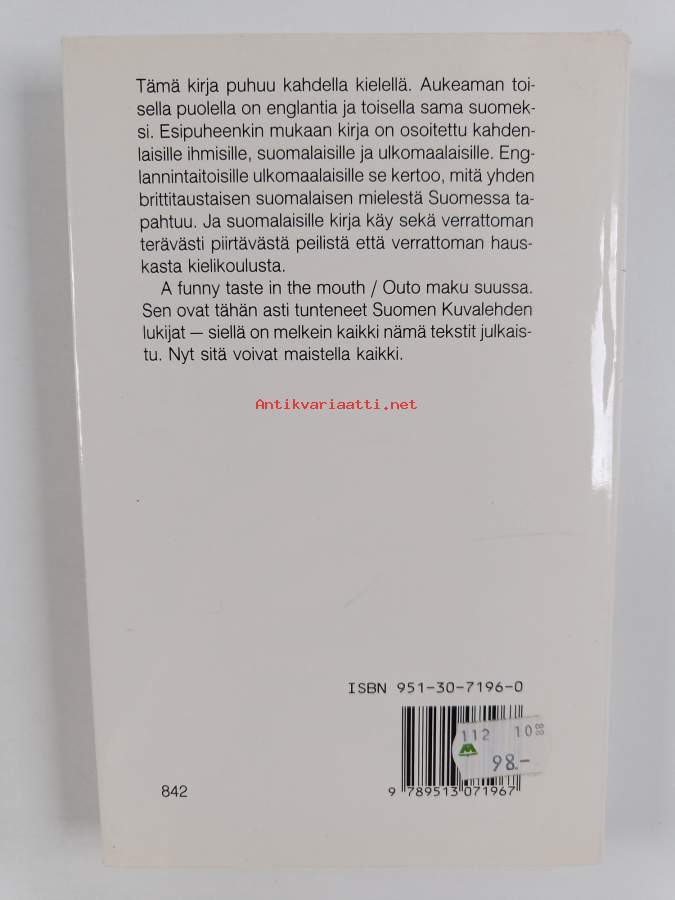 Tämä kirja puhuu kahdella kielellä. Aukeaman toi-
sella puolella on englantia ja toisella sama suomek-
si. Esipuheenkin mukaan kirja on osoitettu kahden-
laisille ihmisille, suomalaisille ja ulkomaalaisille. Eng-
lannintaitoisille ulkomaalaisille se kertoo, mitä yhden
brittitaustaisen suomalaisen mielestä Suomessa ta-
pahtuu. Ja suomalaisille kirja käy sekä verrattoman
terävästi piirtävästä peilistä että verrattoman haus-
kasta kielikoulusta.
A funny taste in the mouth / Outo maku suussa.
Sen ovat tähän asti tunteneet Suomen Kuvalehden
lukijat — siellä on melkein kaikki nämä tekstit julkais-
tu. Nyt sitä voivat maistella kaikki.
Antikvariaatti.net
ISBN 951-30-7196-0
112 10
98.-
9 789513 071967
842